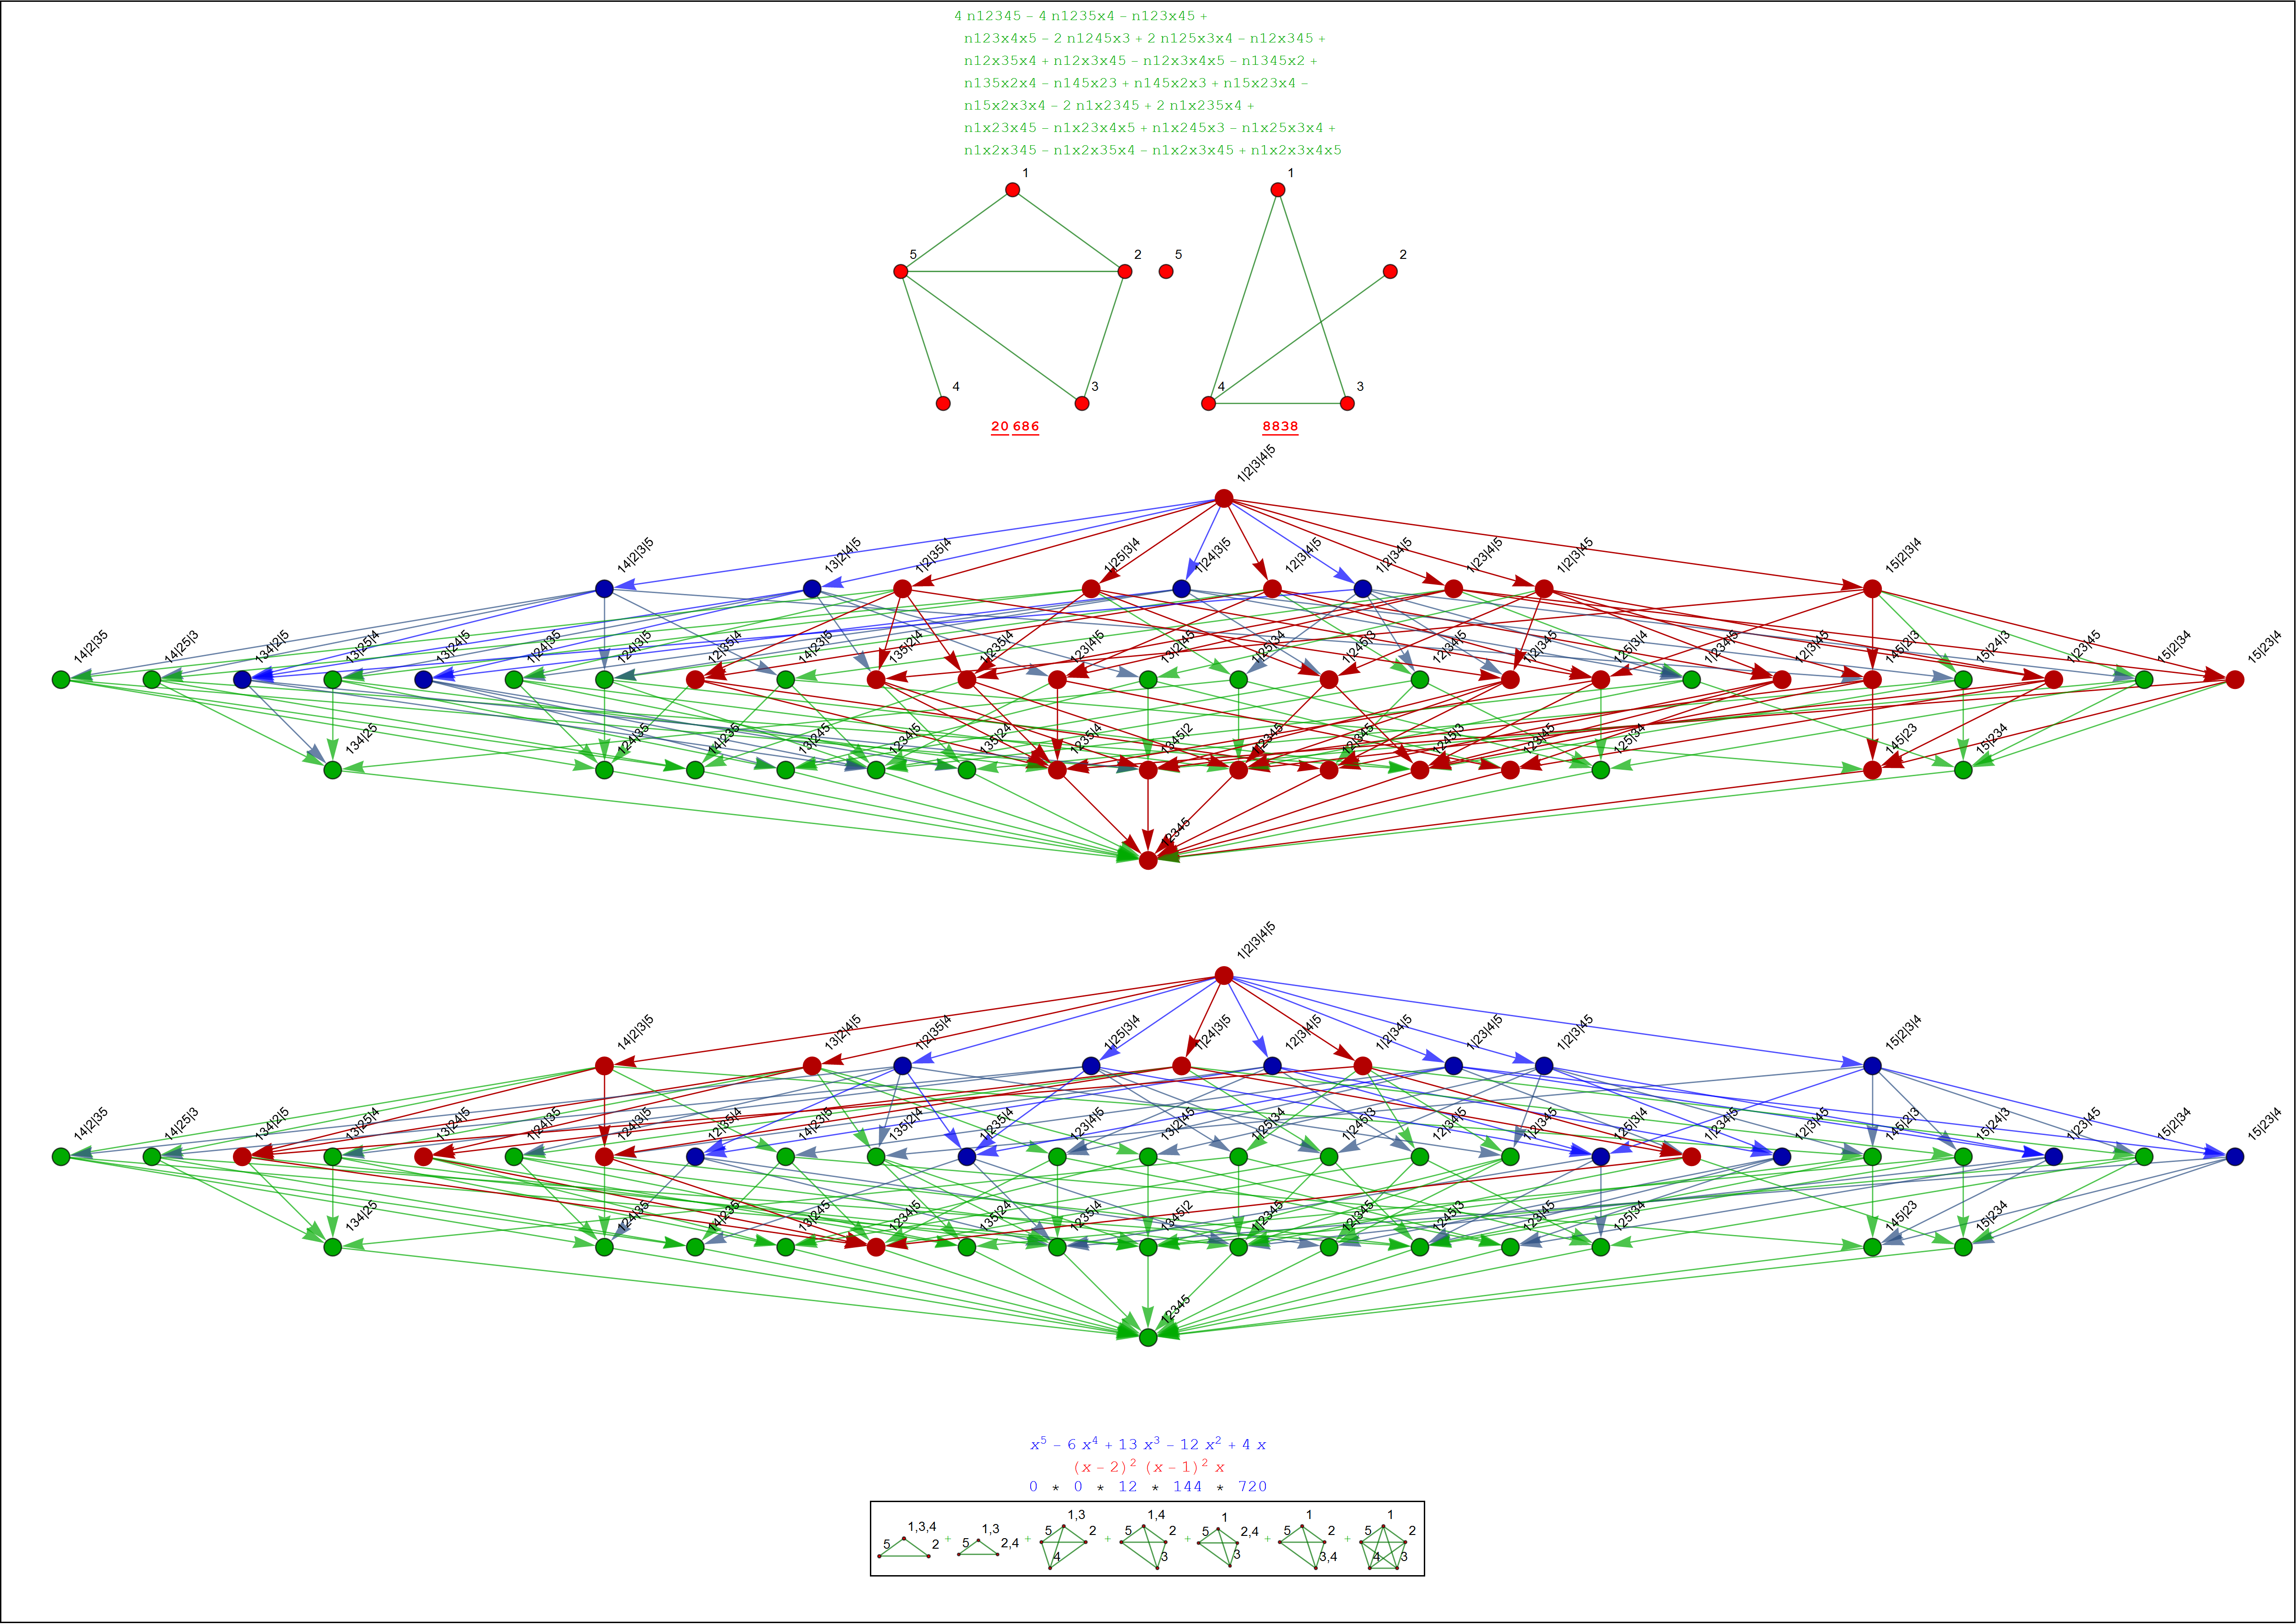 4 n12345 – 4 n1235x4 – n123x45 +
n123x4x5 – 2 n1245x3 + 2 n125x3x4 – n12x345 +
n12x35x4 + n12x3x45 – n12x3x4x5 – n1345x2 +
n135x2x4 – n145x23 + n145x2x3 + n15x23x4 –
n15x2x3x4 – 2 n1x2345 + 2 n1x235x4 +
n1x23x45 – n1x23x4x5 + n1x245x3 – n1x25x3x4 +
n1x2x345 – n1x2x35x4 – n1x2x3x45 + n1x2x3x4x5
1 1
5 2 5 2
4 3 4 3
20 686 8838
1|2|3|4|5
14|2|3|5 13|2|4|5 1|2|35|4 1|25|3|4 1|24|3|5 12|3|4|5 1|2|34|5 1|23|4|5 1|2|3|45 15|2|3|4
14|2|35 14|25|3 134|2|5 13|25|4 13|24|5 1|24|35 124|3|5 12|35|4 14|23|5 135|2|4 1|235|4 123|4|5 13|2|45 1|25|34 1|245|3 12|34|5 1|2|345 125|3|4 1|234|5 12|3|45 145|2|3 15|24|3 1|23|45 15|2|34 15|23|4
134|25 124|35 14|235 13|245 1234|5 135|24 1235|4 1345|2 1|2345 12|345 1245|3 123|45 125|34 145|23 15|234
12345
1|2|3|4|5
14|2|3|5 13|2|4|5 1|2|35|4 1|25|3|4 1|24|3|5 12|3|4|5 1|2|34|5 1|23|4|5 1|2|3|45 15|2|3|4
14|2|35 14|25|3 134|2|5 13|25|4 13|24|5 1|24|35 124|3|5 12|35|4 14|23|5 135|2|4 1|235|4 123|4|5 13|2|45 1|25|34 1|245|3 12|34|5 1|2|345 125|3|4 1|234|5 12|3|45 145|2|3 15|24|3 1|23|45 15|2|34 15|23|4
134|25 124|35 14|235 13|245 1234|5 135|24 1235|4 1345|2 1|2345 12|345 1245|3 123|45 125|34 145|23 15|234
12345
x⁵ – 6 x⁴ + 13 x³ – 12 x² + 4 x
(x – 2)² (x – 1)² x
0 * 0 * 12 * 144 * 720
1,3,4 5 2 + 1,3 5 2,4 + 1,3 5 2 4 + 1,4 5 2 3 + 1 5 2,4 3 + 1 5 2 3,4 + 1 5 2 4 3